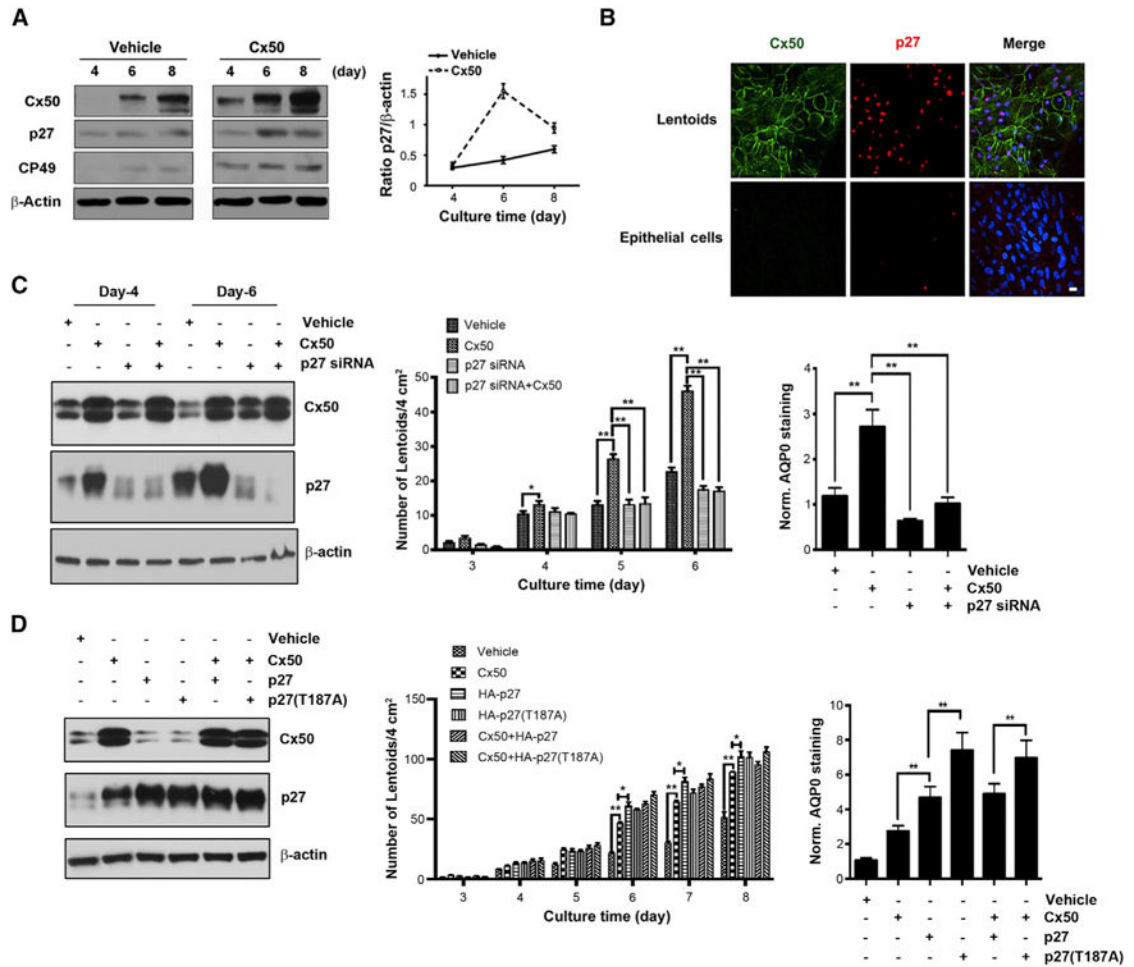 A
Vehicle
Cx50
4 6 8 4 6 8 (day)
Cx50
p27
CP49
β-Actin
Vehicle
Cx50
Ratio p27/β-actin
1.5
1
0.5
0
4 6 8
Culture time (day)
B
Cx50 p27 Merge
Lentoids
Epithelial cells
C
Day-4 Day-6
+ - - - + - - - Vehicle
- + - + - + - + Cx50
- - + + - - + + p27 siRNA
Cx50
p27
β-actin
Vehicle
Cx50
p27 siRNA
p27 siRNA+Cx50
Number of Lentoids/4 cm²
50
40
30
20
10
0
* ** ** ** ** ** **
3 4 5 6
Culture time (day)
Norm. AQP0 staining
4
3
2
1
0
** ** **
+ - - - Vehicle
- + - + Cx50
- - + + p27 siRNA
D
+ - - - - - Vehicle
- + - - + + Cx50
- - + - + - p27
- - - + - + p27(T187A)
Cx50
p27
β-actin
Vehicle
Cx50
HA-p27
HA-p27(T187A)
Cx50+HA-p27
Cx50+HA-p27(T187A)
Number of Lentoids/4 cm²
150
100
50
0
** * ** * ** *
3 4 5 6 7 8
Culture time (day)
Norm. AQP0 staining
10
8
6
4
2
0
** ** **
+ - - - - - Vehicle
- + - - + + Cx50
- - + - + - p27
- - - + - + p27(T187A)